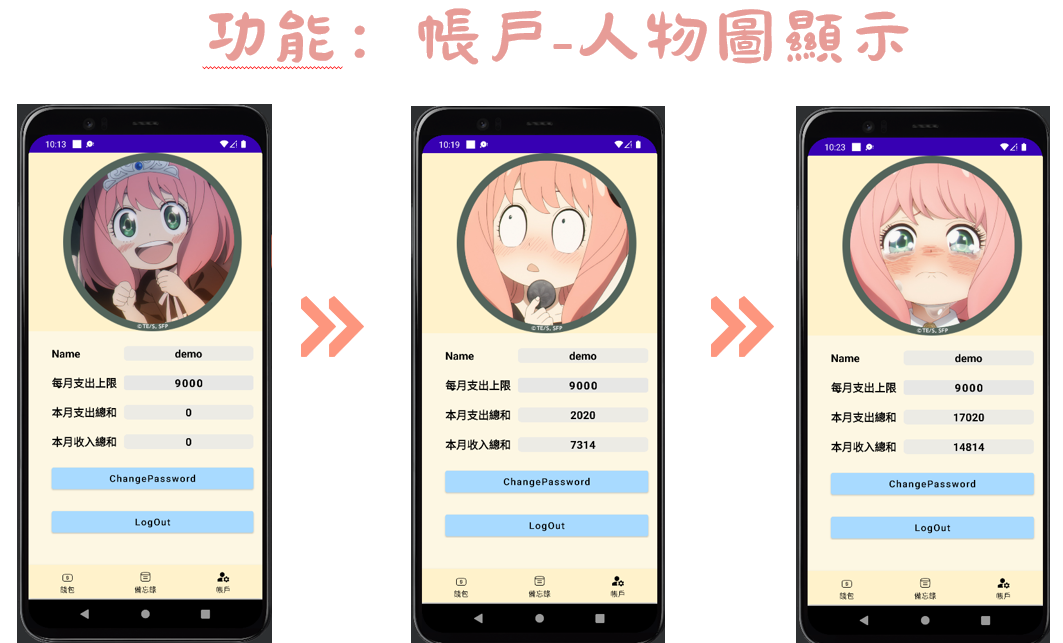 功能：帳戶-人物圖顯示
10:13
©TE/S, SFP
Name demo
每月支出上限 9000
本月支出總和 0
本月收入總和 0
ChangePassword
LogOut
錢包 備忘錄 帳戶
10:19
©TE/S, SFP
Name demo
每月支出上限 9000
本月支出總和 2020
本月收入總和 7314
ChangePassword
LogOut
錢包 備忘錄 帳戶
10:23
©TE/S, SFP
Name demo
每月支出上限 9000
本月支出總和 17020
本月收入總和 14814
ChangePassword
LogOut
錢包 備忘錄 帳戶